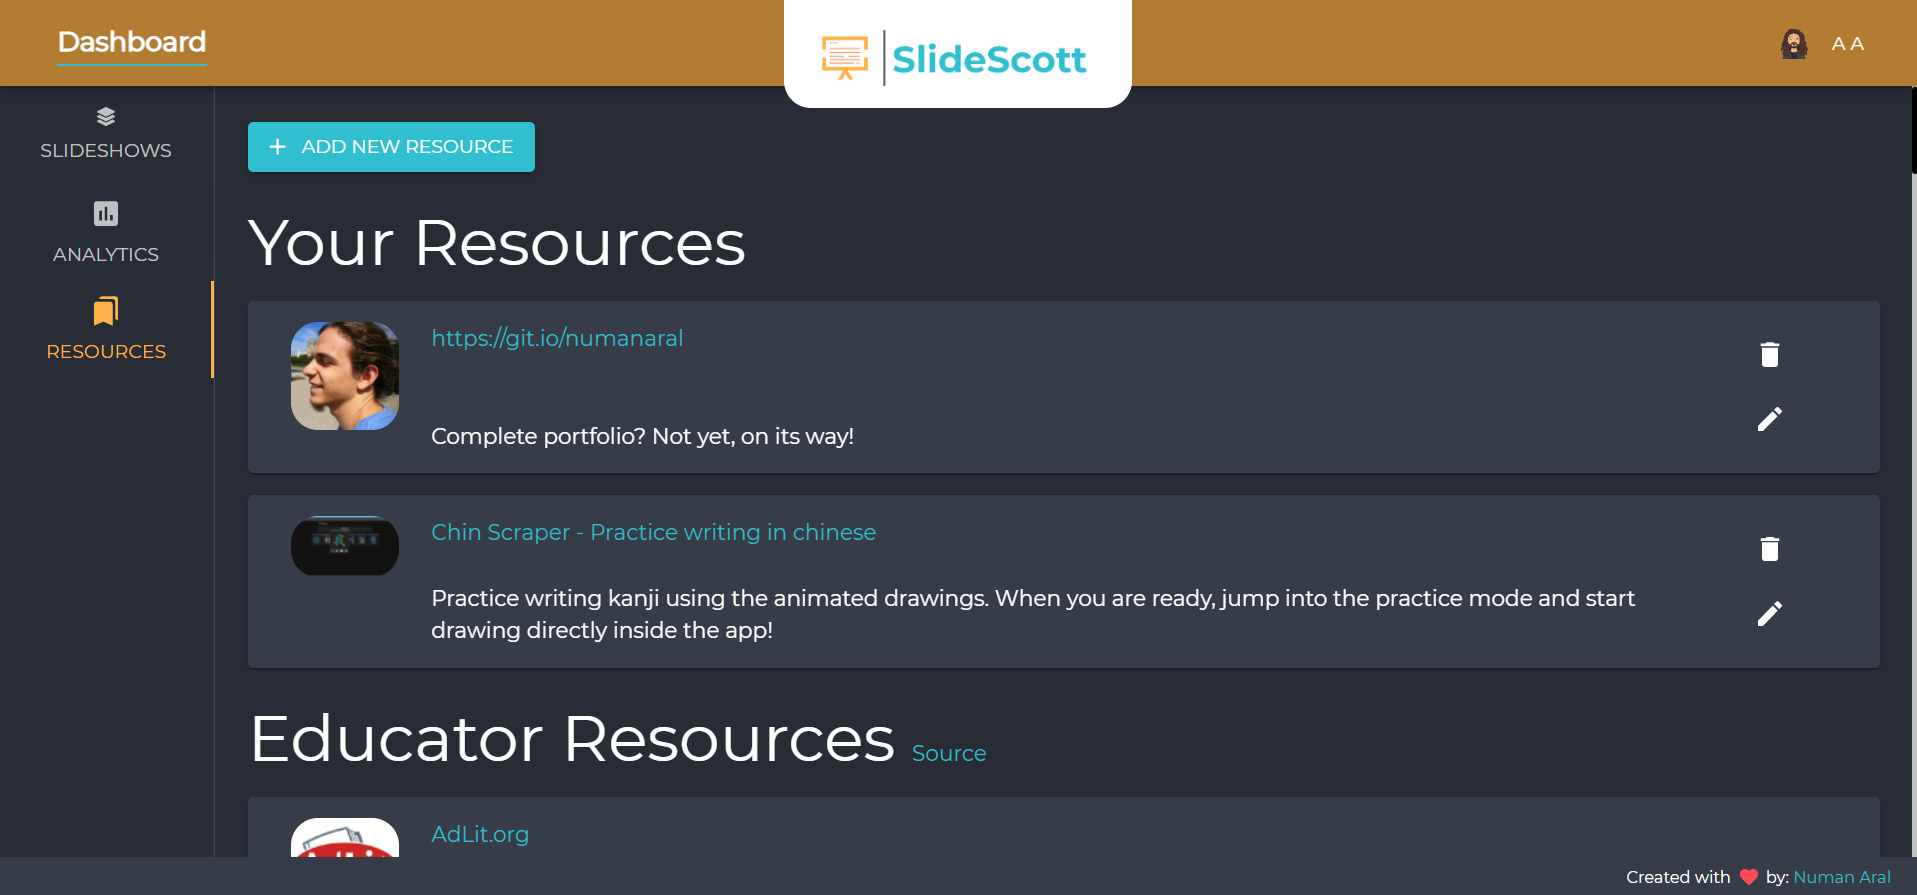 Dashboard
SlideScott
A A
SLIDESHOWS
ANALYTICS
RESOURCES
ADD NEW RESOURCE
Your Resources
https://git.io/numanaral
Complete portfolio? Not yet, on its way!
Chin Scraper - Practice writing in chinese
Practice writing kanji using the animated drawings. When you are ready, jump into the practice mode and start
drawing directly inside the app!
Educator Resources Source
AdLit.org
Created with ❤ by: Numan Aral